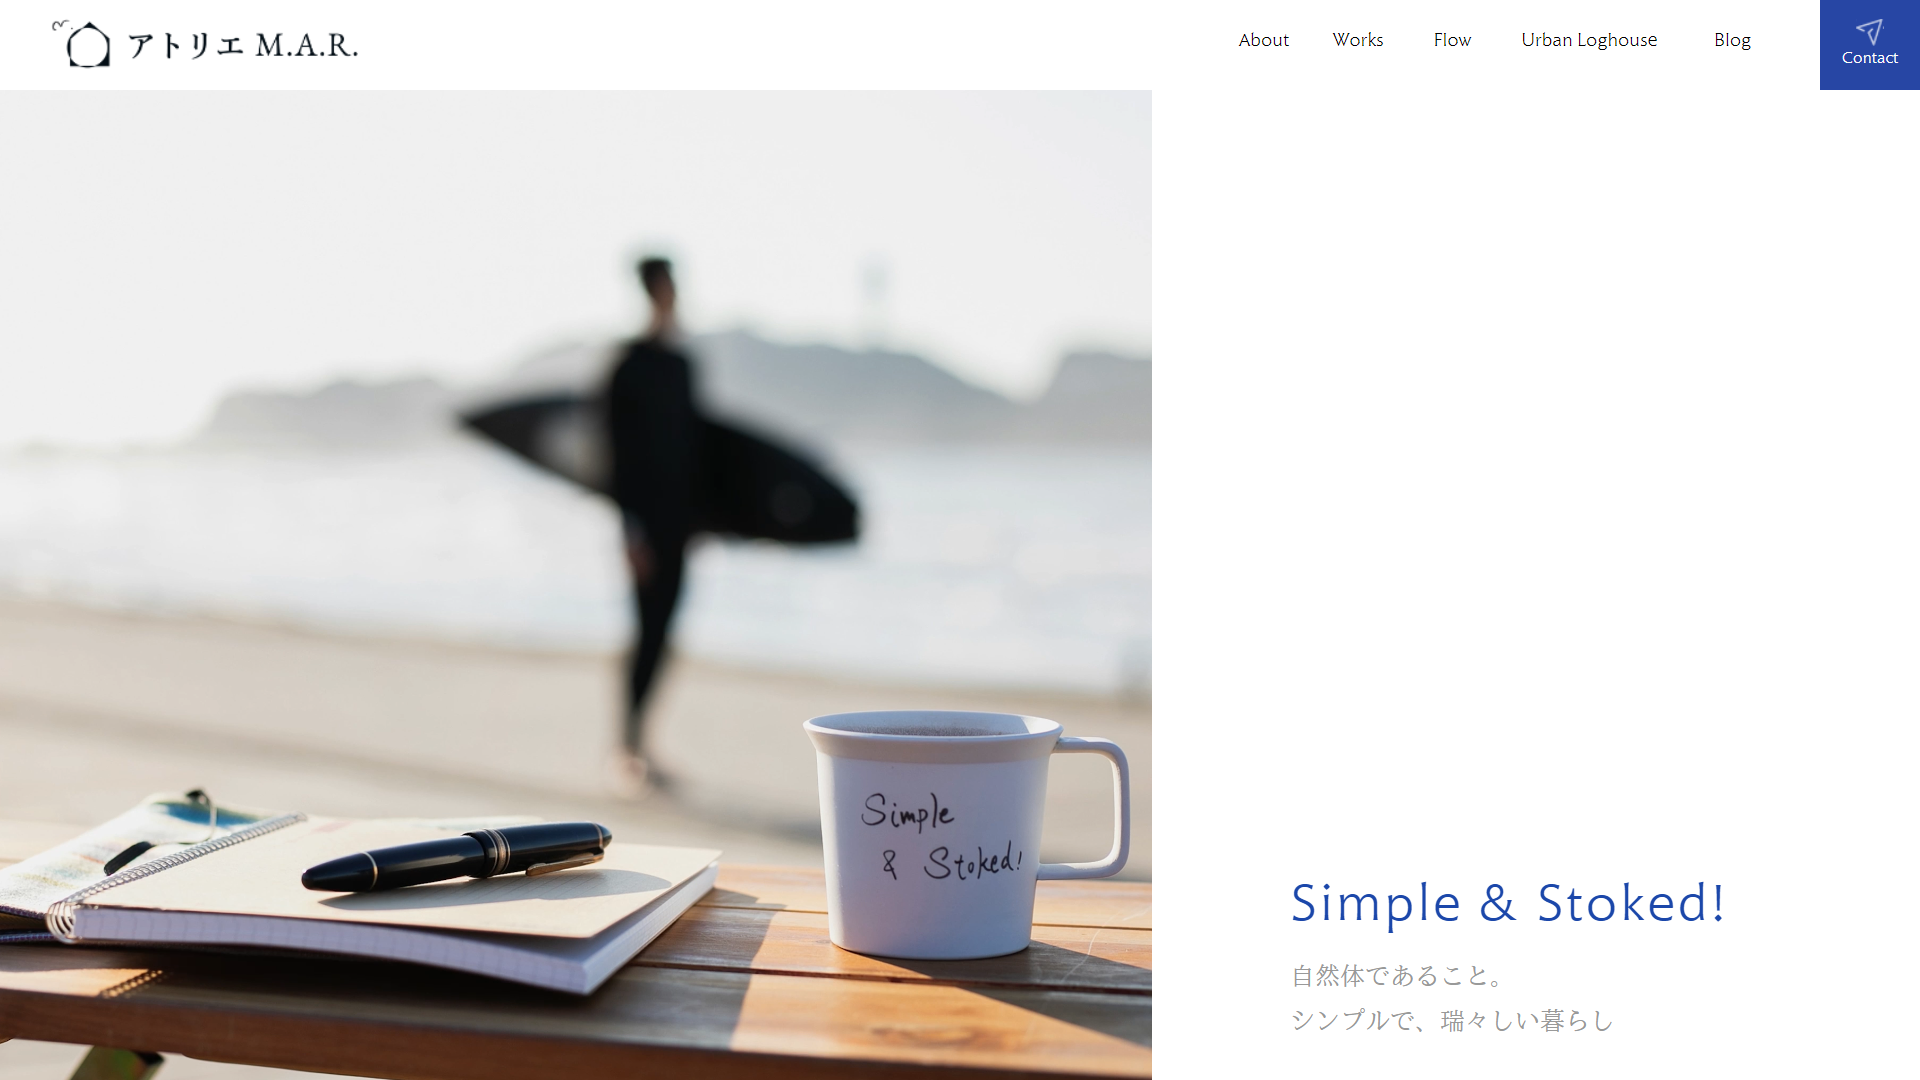 アトリエ M.A.R.
About
Works
Flow
Urban Loghouse
Blog
Contact
Simple
& Stoked!
Simple & Stoked!
自然体であること。
シンプルで、瑞々しい暮らし